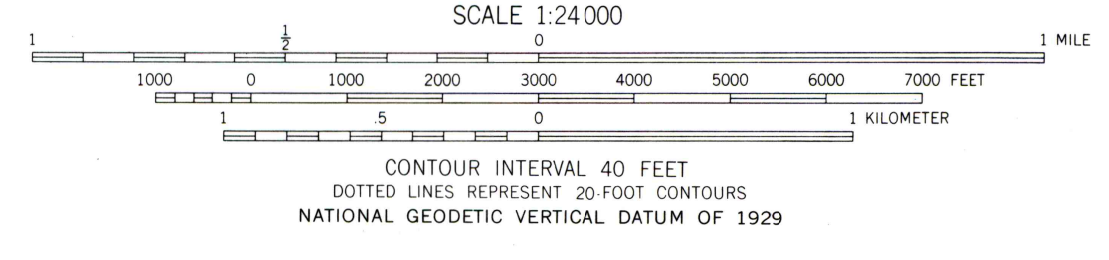 SCALE 1:24 000
1 1/2 0 1 MILE
1000 0 1000 2000 3000 4000 5000 6000 7000 FEET
1 .5 0 1 KILOMETER
CONTOUR INTERVAL 40 FEET
DOTTED LINES REPRESENT 20-FOOT CONTOURS
NATIONAL GEODETIC VERTICAL DATUM OF 1929